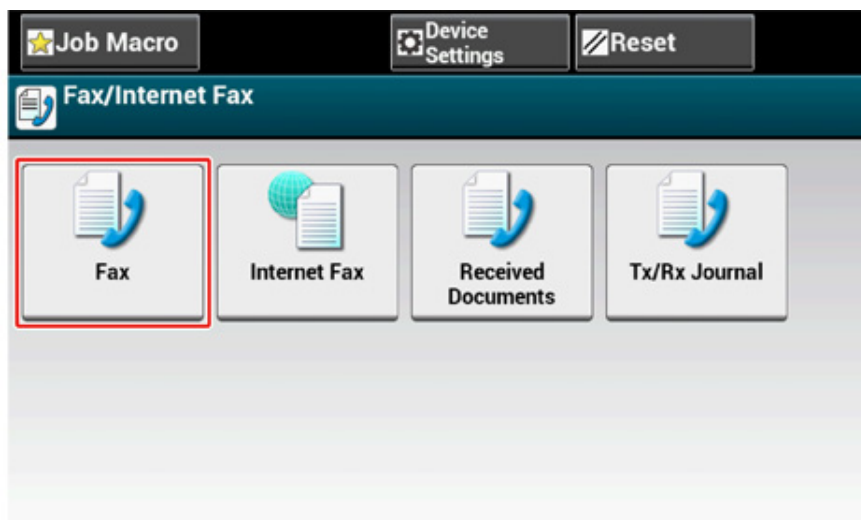 Job Macro
Device
Settings
Reset
Fax/Internet Fax
Fax
Internet Fax
Received
Documents
Tx/Rx Journal